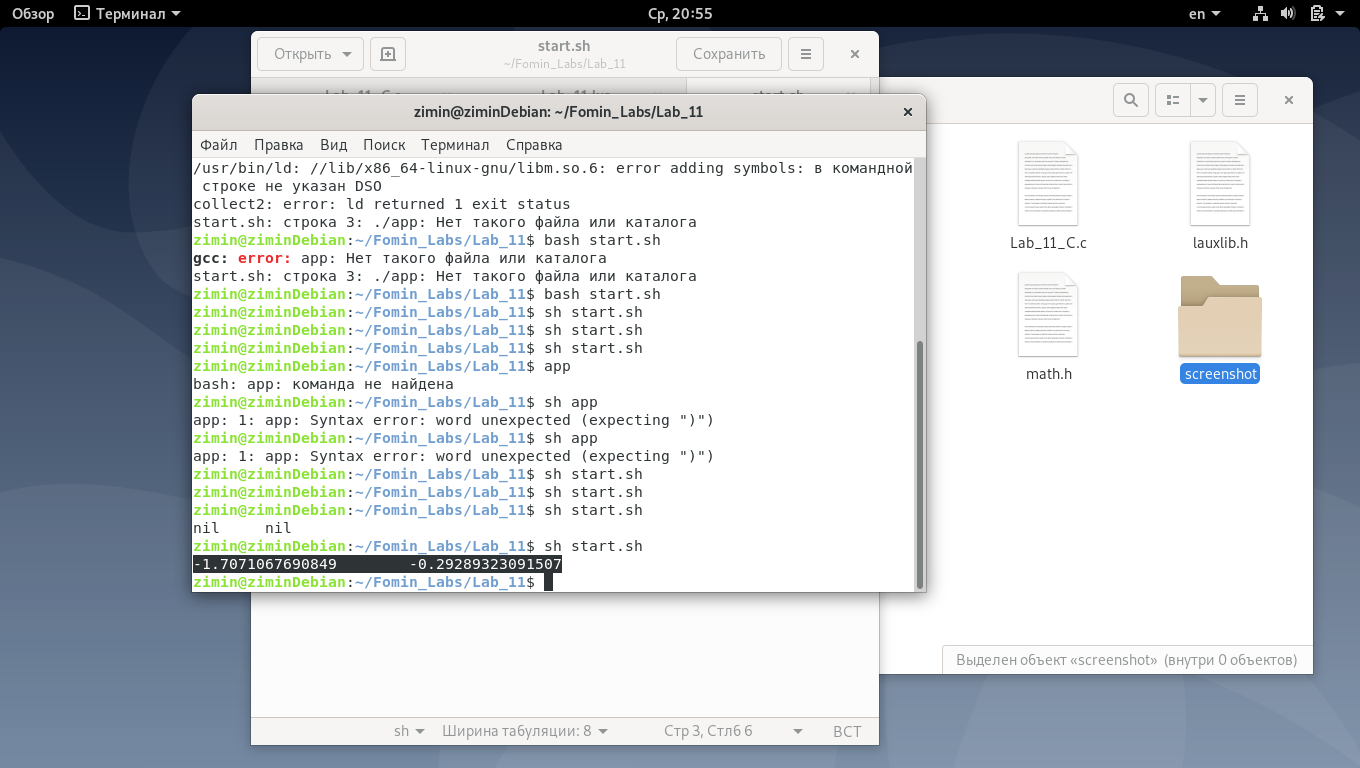 Обзор Терминал Ср, 20:55 en
Открыть start.sh Сохранить
~/Fomin_Labs/Lab_11
zimin@ziminDebian: ~/Fomin_Labs/Lab_11
Файл Правка Вид Поиск Терминал Справка
/usr/bin/ld: //lib/x86_64-linux-gnu/libm.so.6: error adding symbols: в командной
строке не указан DSO
collect2: error: ld returned 1 exit status
start.sh: строка 3: ./app: Нет такого файла или каталога
zimin@ziminDebian:~/Fomin_Labs/Lab_11$ bash start.sh
gcc: error: app: Нет такого файла или каталога
start.sh: строка 3: ./app: Нет такого файла или каталога
zimin@ziminDebian:~/Fomin_Labs/Lab_11$ bash start.sh
zimin@ziminDebian:~/Fomin_Labs/Lab_11$ sh start.sh
zimin@ziminDebian:~/Fomin_Labs/Lab_11$ sh start.sh
zimin@ziminDebian:~/Fomin_Labs/Lab_11$ sh start.sh
zimin@ziminDebian:~/Fomin_Labs/Lab_11$ app
bash: app: команда не найдена
zimin@ziminDebian:~/Fomin_Labs/Lab_11$ sh app
app: 1: app: Syntax error: word unexpected (expecting ")")
zimin@ziminDebian:~/Fomin_Labs/Lab_11$ sh app
app: 1: app: Syntax error: word unexpected (expecting ")")
zimin@ziminDebian:~/Fomin_Labs/Lab_11$ sh start.sh
zimin@ziminDebian:~/Fomin_Labs/Lab_11$ sh start.sh
zimin@ziminDebian:~/Fomin_Labs/Lab_11$ sh start.sh
nil nil
zimin@ziminDebian:~/Fomin_Labs/Lab_11$ sh start.sh
-1.7071067690849 -0.29289323091507
zimin@ziminDebian:~/Fomin_Labs/Lab_11$
Lab_11_C.c lauxlib.h
math.h screenshot
Выделен объект «screenshot» (внутри 0 объектов)
sh Ширина табуляции: 8 Стр 3, Стлб 6 ВСТ